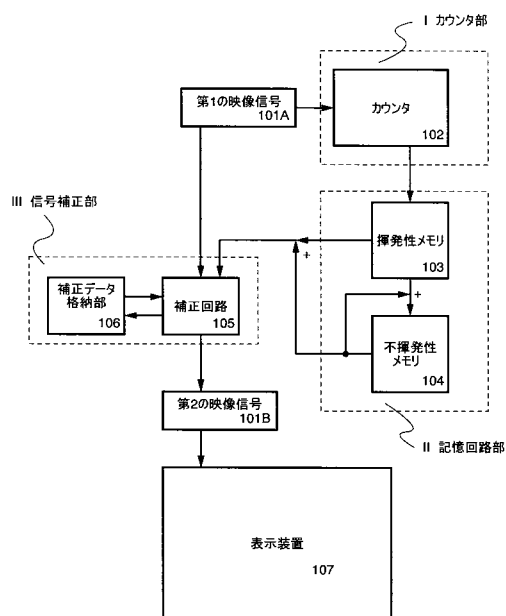 I カウンタ部
第1の映像信号
101A
カウンタ
102
III 信号補正部
揮発性メモリ
103
+
補正データ
格納部
106
補正回路
105
+
不揮発性
メモリ
104
第2の映像信号
101B
II 記憶回路部
表示装置
107